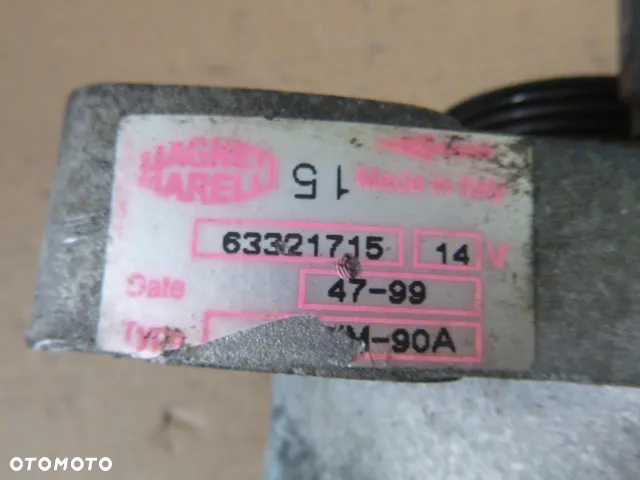 MAGNETI
MARELLI
15
Made in Italy
63321715 14 V
Date 47-99
Type M-90A
OTOMOTO